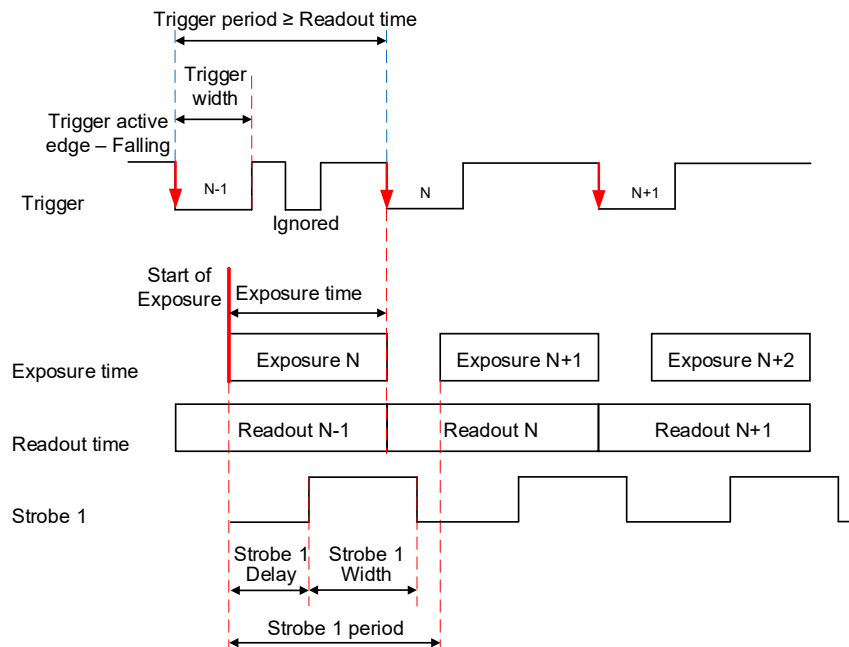 Trigger period ≥ Readout time
Trigger
width
Trigger active
edge – Falling
N-1
N
N+1
Trigger
Ignored
Start of
Exposure
Exposure time
Exposure N
Exposure N+1
Exposure N+2
Exposure time
Readout N-1
Readout N
Readout N+1
Readout time
Strobe 1
Strobe 1
Delay
Strobe 1
Width
Strobe 1 period